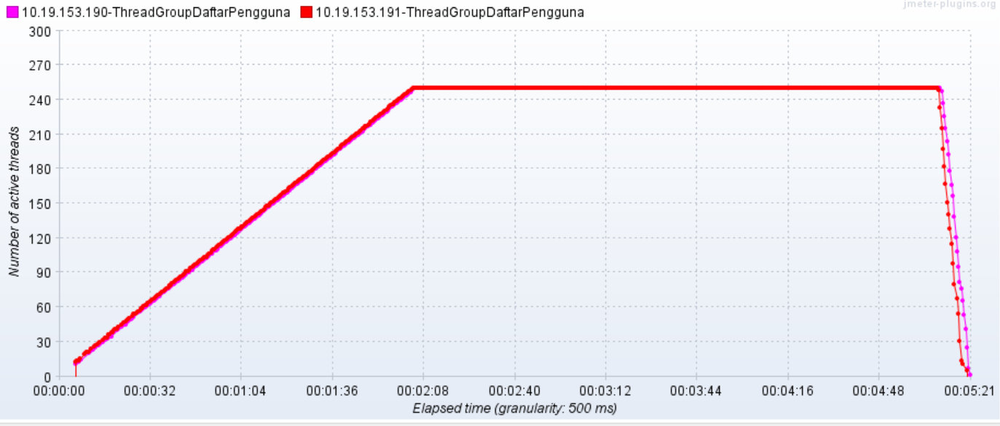 jmeter-plugins.org
10.19.153.190-ThreadGroupDaftarPengguna 10.19.153.191-ThreadGroupDaftarPengguna
300
270
240
210
180
150
120
90
60
30
0
Number of active threads
00:00:00 00:00:32 00:01:04 00:01:36 00:02:08 00:02:40 00:03:12 00:03:44 00:04:16 00:04:48 00:05:21
Elapsed time (granularity: 500 ms)